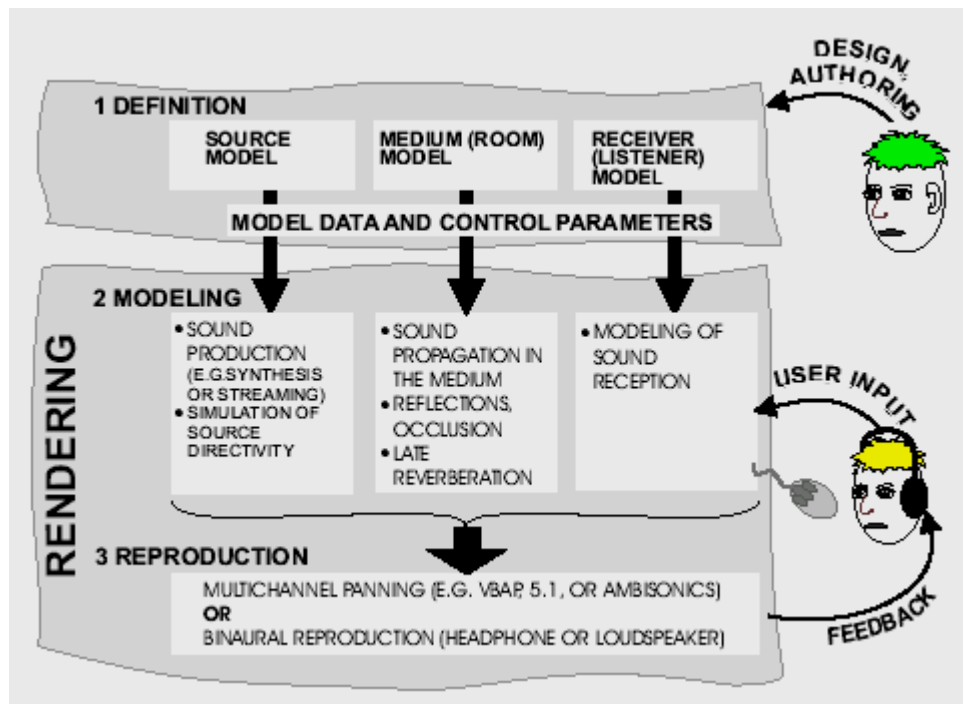 DESIGN,
AUTHORING
1 DEFINITION
SOURCE
MODEL
MEDIUM (ROOM)
MODEL
RECEIVER
(LISTENER)
MODEL
MODEL DATA AND CONTROL PARAMETERS
RENDERING
2 MODELING
• SOUND
PRODUCTION
(E.G.SYNTHESIS
OR STREAMING)
• SIMULATION OF
SOURCE
DIRECTIVITY
• SOUND
PROPAGATION IN
THE MEDIUM
• REFLECTIONS,
OCCLUSION
• LATE
REVERBERATION
• MODELING OF
SOUND
RECEPTION
USER INPUT
3 REPRODUCTION
MULTICHANNEL PANNING (E.G. VBAP, 5.1, OR AMBISONICS)
OR
BINAURAL REPRODUCTION (HEADPHONE OR LOUDSPEAKER)
FEEDBACK